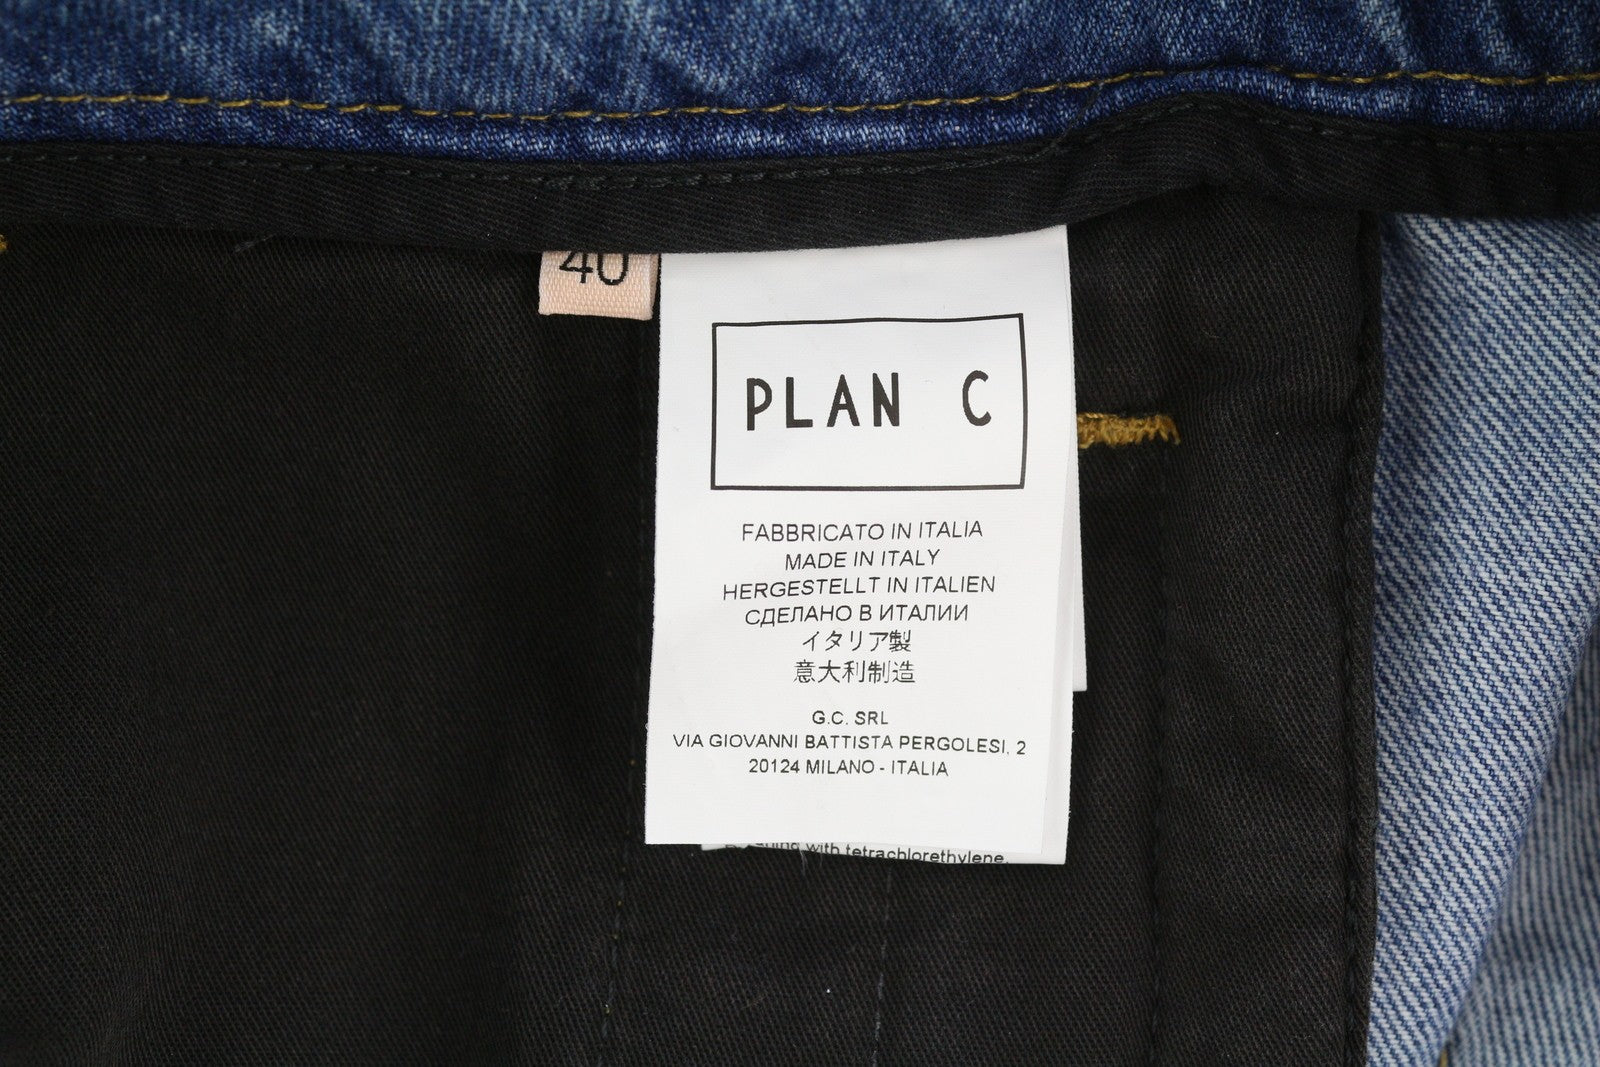 40
PLAN C
FABBRICATO IN ITALIA
MADE IN ITALY
HERGESTELLT IN ITALIEN
СДЕЛАНО В ИТАЛИИ
イタリア製
意大利制造
G.C. SRL
VIA GIOVANNI BATTISTA PERGOLESI, 2
20124 MILANO - ITALIA
with tetrachlorethylene.